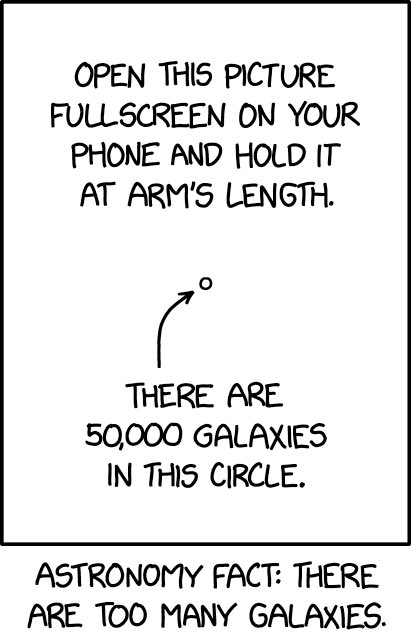 OPEN THIS PICTURE
FULLSCREEN ON YOUR
PHONE AND HOLD IT
AT ARM'S LENGTH.
THERE ARE
50,000 GALAXIES
IN THIS CIRCLE.
ASTRONOMY FACT: THERE
ARE TOO MANY GALAXIES.